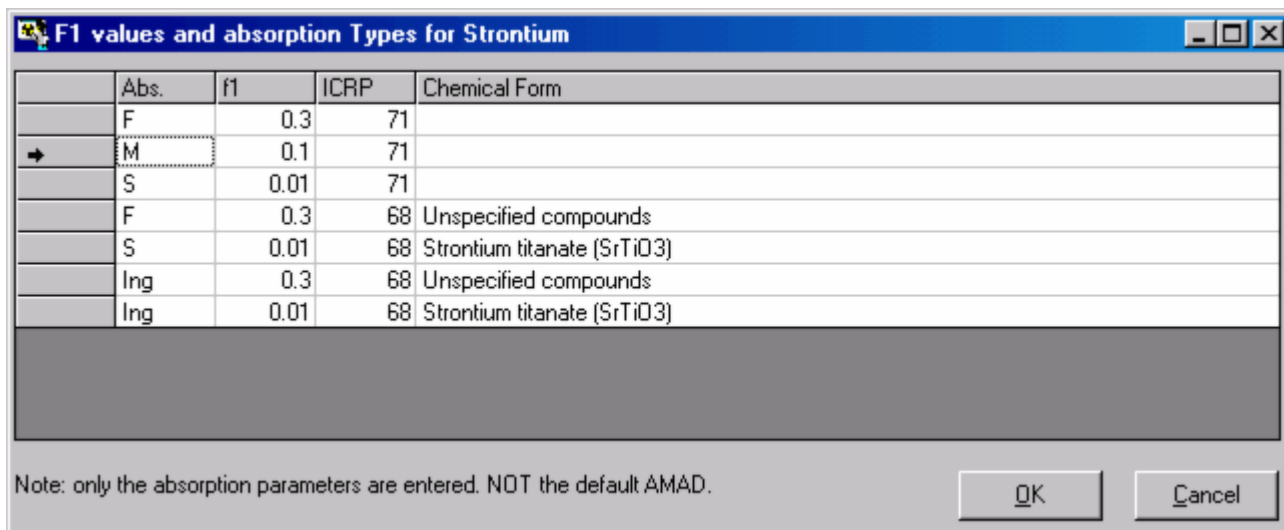 F1 values and absorption Types for Strontium
Abs. f1 ICRP Chemical Form
F 0.3 71
M 0.1 71
S 0.01 71
F 0.3 68 Unspecified compounds
S 0.01 68 Strontium titanate (SrTiO3)
Ing 0.3 68 Unspecified compounds
Ing 0.01 68 Strontium titanate (SrTiO3)
Note: only the absorption parameters are entered. NOT the default AMAD.
OK Cancel